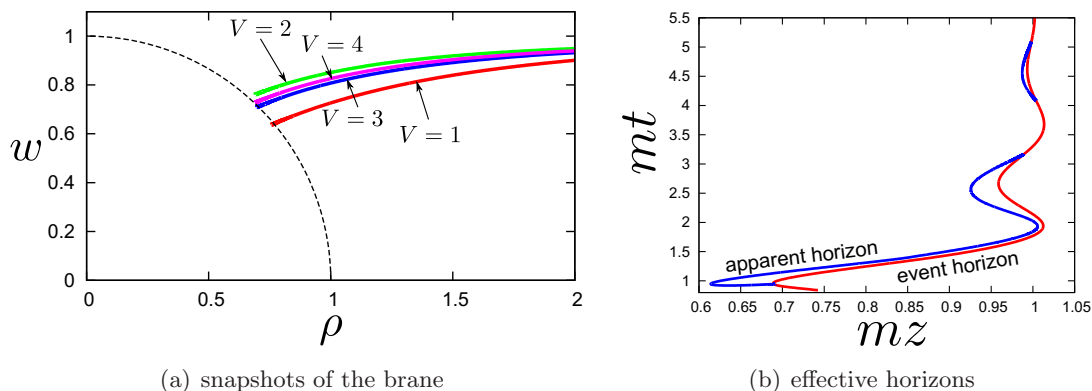 1
0.8
0.6
0.4
0.2
0
w
V = 2
V = 4
V = 3
V = 1
0
0.5
1
1.5
2
ρ
(a) snapshots of the brane
5.5
5
4.5
4
3.5
3
2.5
2
1.5
1
mt
apparent horizon
event horizon
0.6
0.65
0.7
0.75
0.8
0.85
0.9
0.95
1
1.05
mz
(b) effective horizons